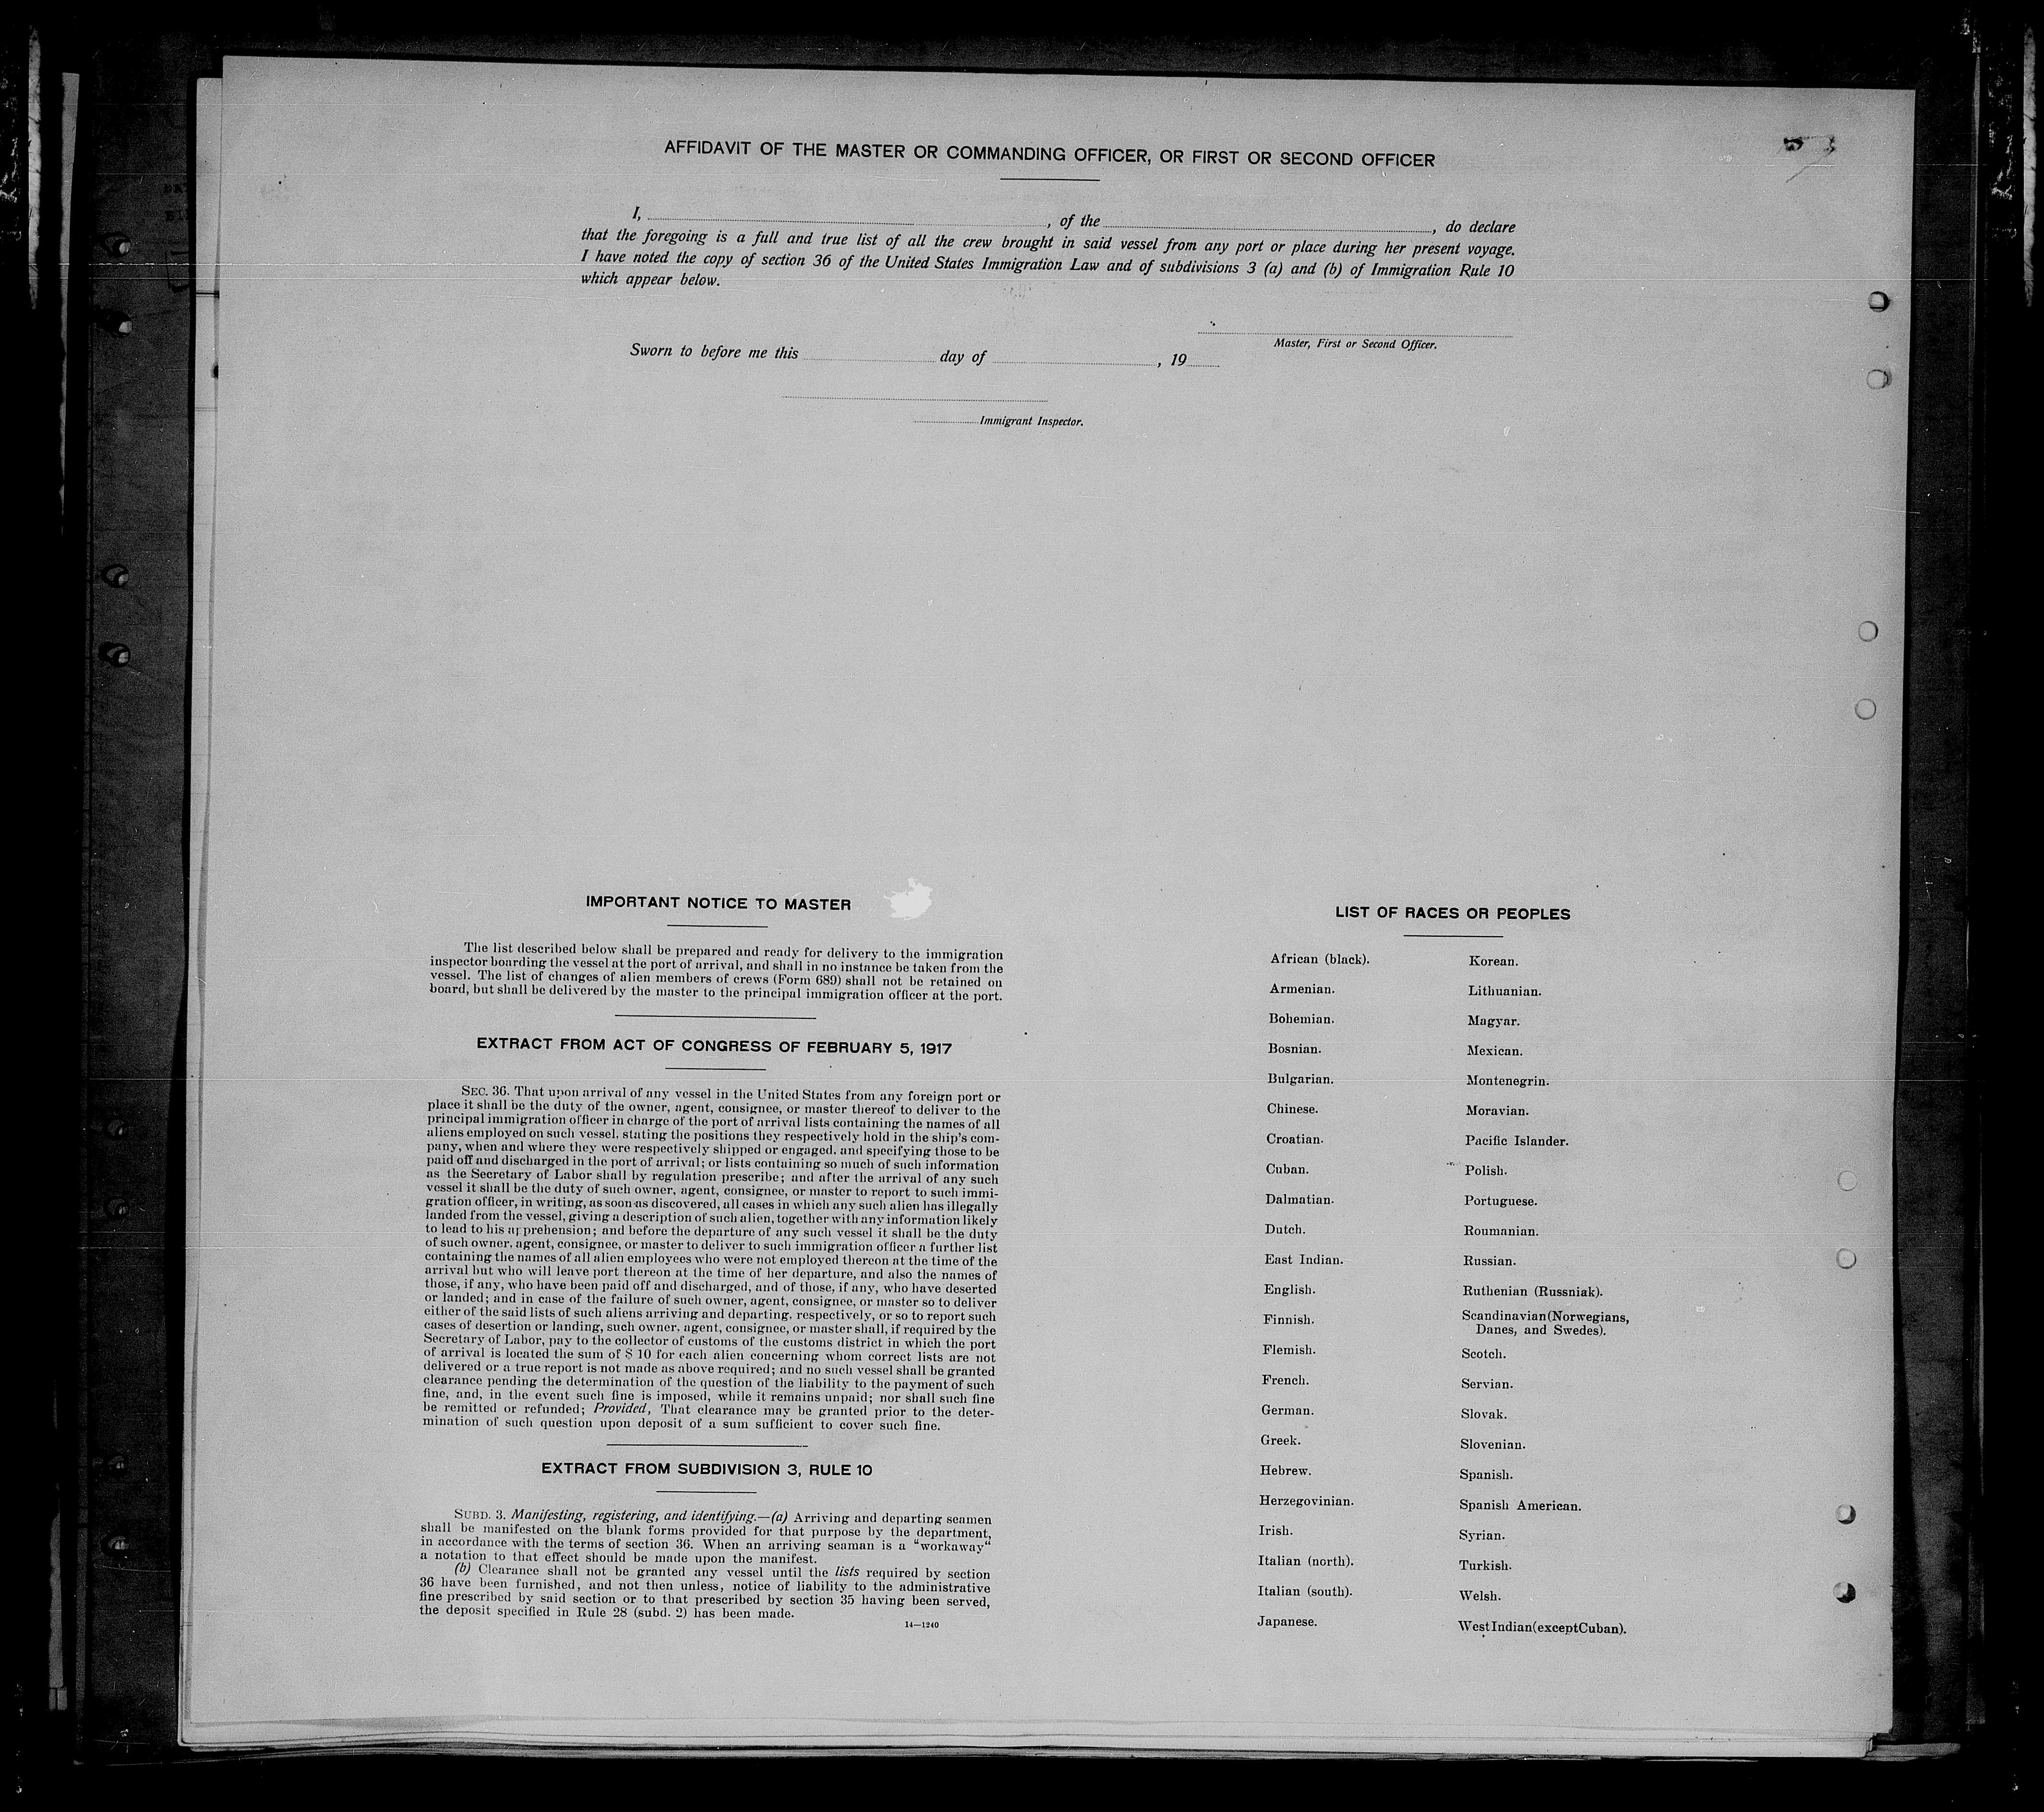 AFFIDAVIT OF THE MASTER OR COMMANDING OFFICER, OR FIRST OR SECOND OFFICER
I, , of the , do declare
that the foregoing is a full and true list of all the crew brought in said vessel from any port or place during her present voyage.
I have noted the copy of section 36 of the United States Immigration Law and of subdivisions 3 (a) and (b) of Immigration Rule 10
which appear below.
Master, First or Second Officer.
Sworn to before me this day of , 19
Immigrant Inspector.
IMPORTANT NOTICE TO MASTER
The list described below shall be prepared and ready for delivery to the immigration
inspector boarding the vessel at the port of arrival, and shall in no instance be taken from the
vessel. The list of changes of alien members of crews (Form 689) shall not be retained on
board, but shall be delivered by the master to the principal immigration officer at the port.
EXTRACT FROM ACT OF CONGRESS OF FEBRUARY 5, 1917
SEC. 36. That upon arrival of any vessel in the United States from any foreign port or
place it shall be the duty of the owner, agent, consignee, or master thereof to deliver to the
principal immigration officer in charge of the port of arrival lists containing the names of all
aliens employed on such vessel, stating the positions they respectively hold in the ship's com-
pany, when and where they were respectively shipped or engaged, and specifying those to be
paid off and discharged in the port of arrival; or lists containing so much of such information
as the Secretary of Labor shall by regulation prescribe; and after the arrival of any such
vessel it shall be the duty of such owner, agent, consignee, or master to report to such immi-
gration officer, in writing, as soon as discovered, all cases in which any such alien has illegally
landed from the vessel, giving a description of such alien, together with any information likely
to lead to his apprehension; and before the departure of any such vessel it shall be the duty
of such owner, agent, consignee, or master to deliver to such immigration officer a further list
containing the names of all alien employees who were not employed thereon at the time of the
arrival but who will leave port thereon at the time of her departure, and also the names of
those, if any, who have been paid off and discharged, and of those, if any, who have deserted
or landed; and in case of the failure of such owner, agent, consignee, or master so to deliver
either of the said lists of such aliens arriving and departing, respectively, or so to report such
cases of desertion or landing, such owner, agent, consignee, or master shall, if required by the
Secretary of Labor, pay to the collector of customs of the customs district in which the port
of arrival is located the sum of $ 10 for each alien concerning whom correct lists are not
delivered or a true report is not made as above required; and no such vessel shall be granted
clearance pending the determination of the question of the liability to the payment of such
fine, and, in the event such fine is imposed, while it remains unpaid; nor shall such fine
be remitted or refunded; Provided, That clearance may be granted prior to the deter-
mination of such question upon deposit of a sum sufficient to cover such fine.
EXTRACT FROM SUBDIVISION 3, RULE 10
SUBD. 3. Manifesting, registering, and identifying.—(a) Arriving and departing seamen
shall be manifested on the blank forms provided for that purpose by the department,
in accordance with the terms of section 36. When an arriving seaman is a "workaway"
a notation to that effect should be made upon the manifest.
(b) Clearance shall not be granted any vessel until the lists required by section
36 have been furnished, and not then unless, notice of liability to the administrative
fine prescribed by said section or to that prescribed by section 35 having been served,
the deposit specified in Rule 28 (subd. 2) has been made.
14—1240
LIST OF RACES OR PEOPLES
African (black).
Armenian.
Bohemian.
Bosnian.
Bulgarian.
Chinese.
Croatian.
Cuban.
Dalmatian.
Dutch.
East Indian.
English.
Finnish.
Flemish.
French.
German.
Greek.
Hebrew.
Herzegovinian.
Irish.
Italian (north).
Italian (south).
Japanese.
Korean.
Lithuanian.
Magyar.
Mexican.
Montenegrin.
Moravian.
Pacific Islander.
Polish.
Portuguese.
Roumanian.
Russian.
Ruthenian (Russniak).
Scandinavian (Norwegians,
Danes, and Swedes).
Scotch.
Servian.
Slovak.
Slovenian.
Spanish.
Spanish American.
Syrian.
Turkish.
Welsh.
West Indian (except Cuban).